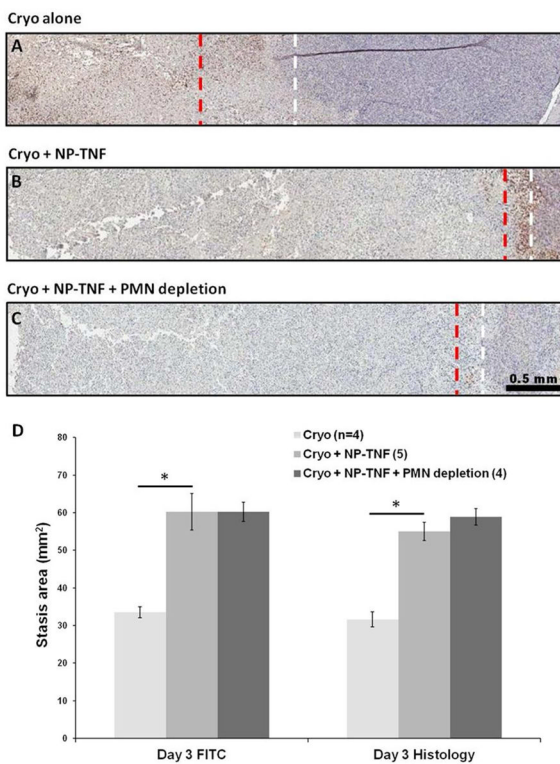 Cryo alone
A
Cryo + NP-TNF
B
Cryo + NP-TNF + PMN depletion
C
0.5 mm
D
Cryo (n=4)
Cryo + NP-TNF (5)
Cryo + NP-TNF + PMN depletion (4)
80
70
60
50
40
30
20
10
0
Stasis area (mm²)
*
*
Day 3 FITC
Day 3 Histology